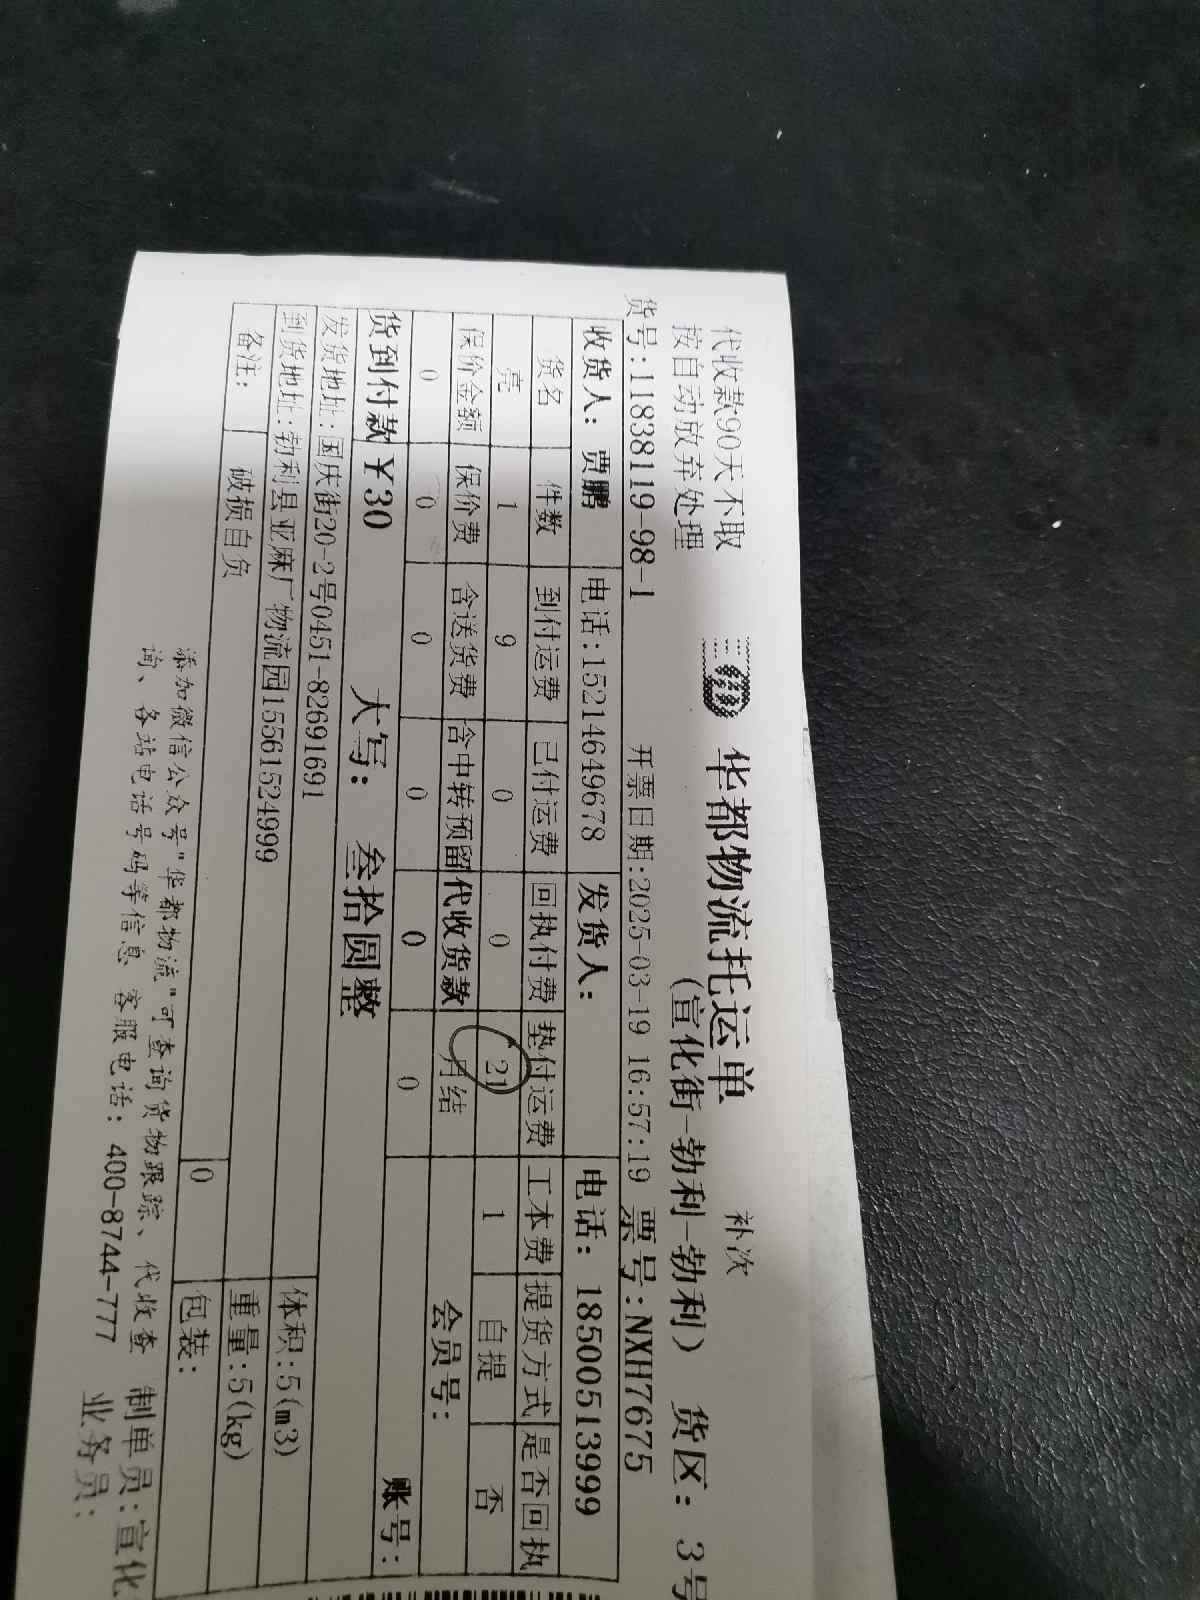 代收款90天不取
按自动放弃处理
华都物流托运单
补次
(宣化街-勃利-勃利)
货区: 3号
货号:11838119-98-1
开票日期:2025-03-19 16:57:19
票号:NXH7675
收货人: 贾鹏 电话:15214649678 发货人: 电话: 18500513999
货名 件数 到付运费 已付运费 回执付费 垫付运费 工本费 提货方式 是否回执
亮 1 9 0 0 21 1 自提 否
保价金额 保价费 含送货费 含中转预留 代收货款 月结 会员号:
0 0 0 0 0 0
货到付款 ¥30 大写: 叁拾圆整 账号:
发货地址:国庆街20-2号0451-82691691 体积:5(m3)
到货地址:勃利县亚麻厂物流园15561524999 重量:5(kg)
备注: 破损自负 0 包装:
添加微信公众号"华都物流"可查询货物跟踪、代收查 制单员:宣化
询、各站电话号码等信息 客服电话: 400-8744-777 业务员: